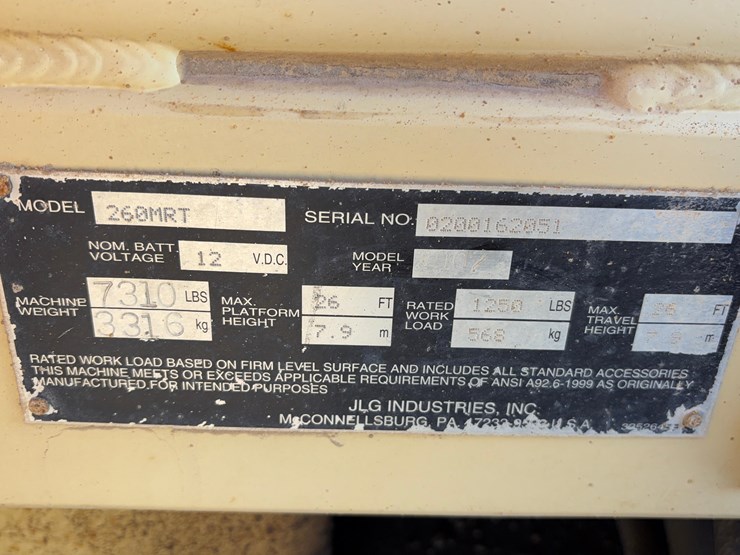 MODEL 260MRT SERIAL NO. 0200162051
NOM. BATT. VOLTAGE 12 V.D.C. MODEL YEAR
MACHINE WEIGHT 7310 LBS 3316 kg MAX. PLATFORM HEIGHT 26 FT 7.9 m RATED WORK LOAD 1250 LBS 568 kg MAX. TRAVEL HEIGHT 26 FT 7.9 m
RATED WORK LOAD BASED ON FIRM LEVEL SURFACE AND INCLUDES ALL STANDARD ACCESSORIES
THIS MACHINE MEETS OR EXCEEDS APPLICABLE REQUIREMENTS OF ANSI A92.6-1999 AS ORIGINALLY
MANUFACTURED FOR INTENDED PURPOSES
JLG INDUSTRIES, INC.
McCONNELLSBURG, PA. U.S.A.